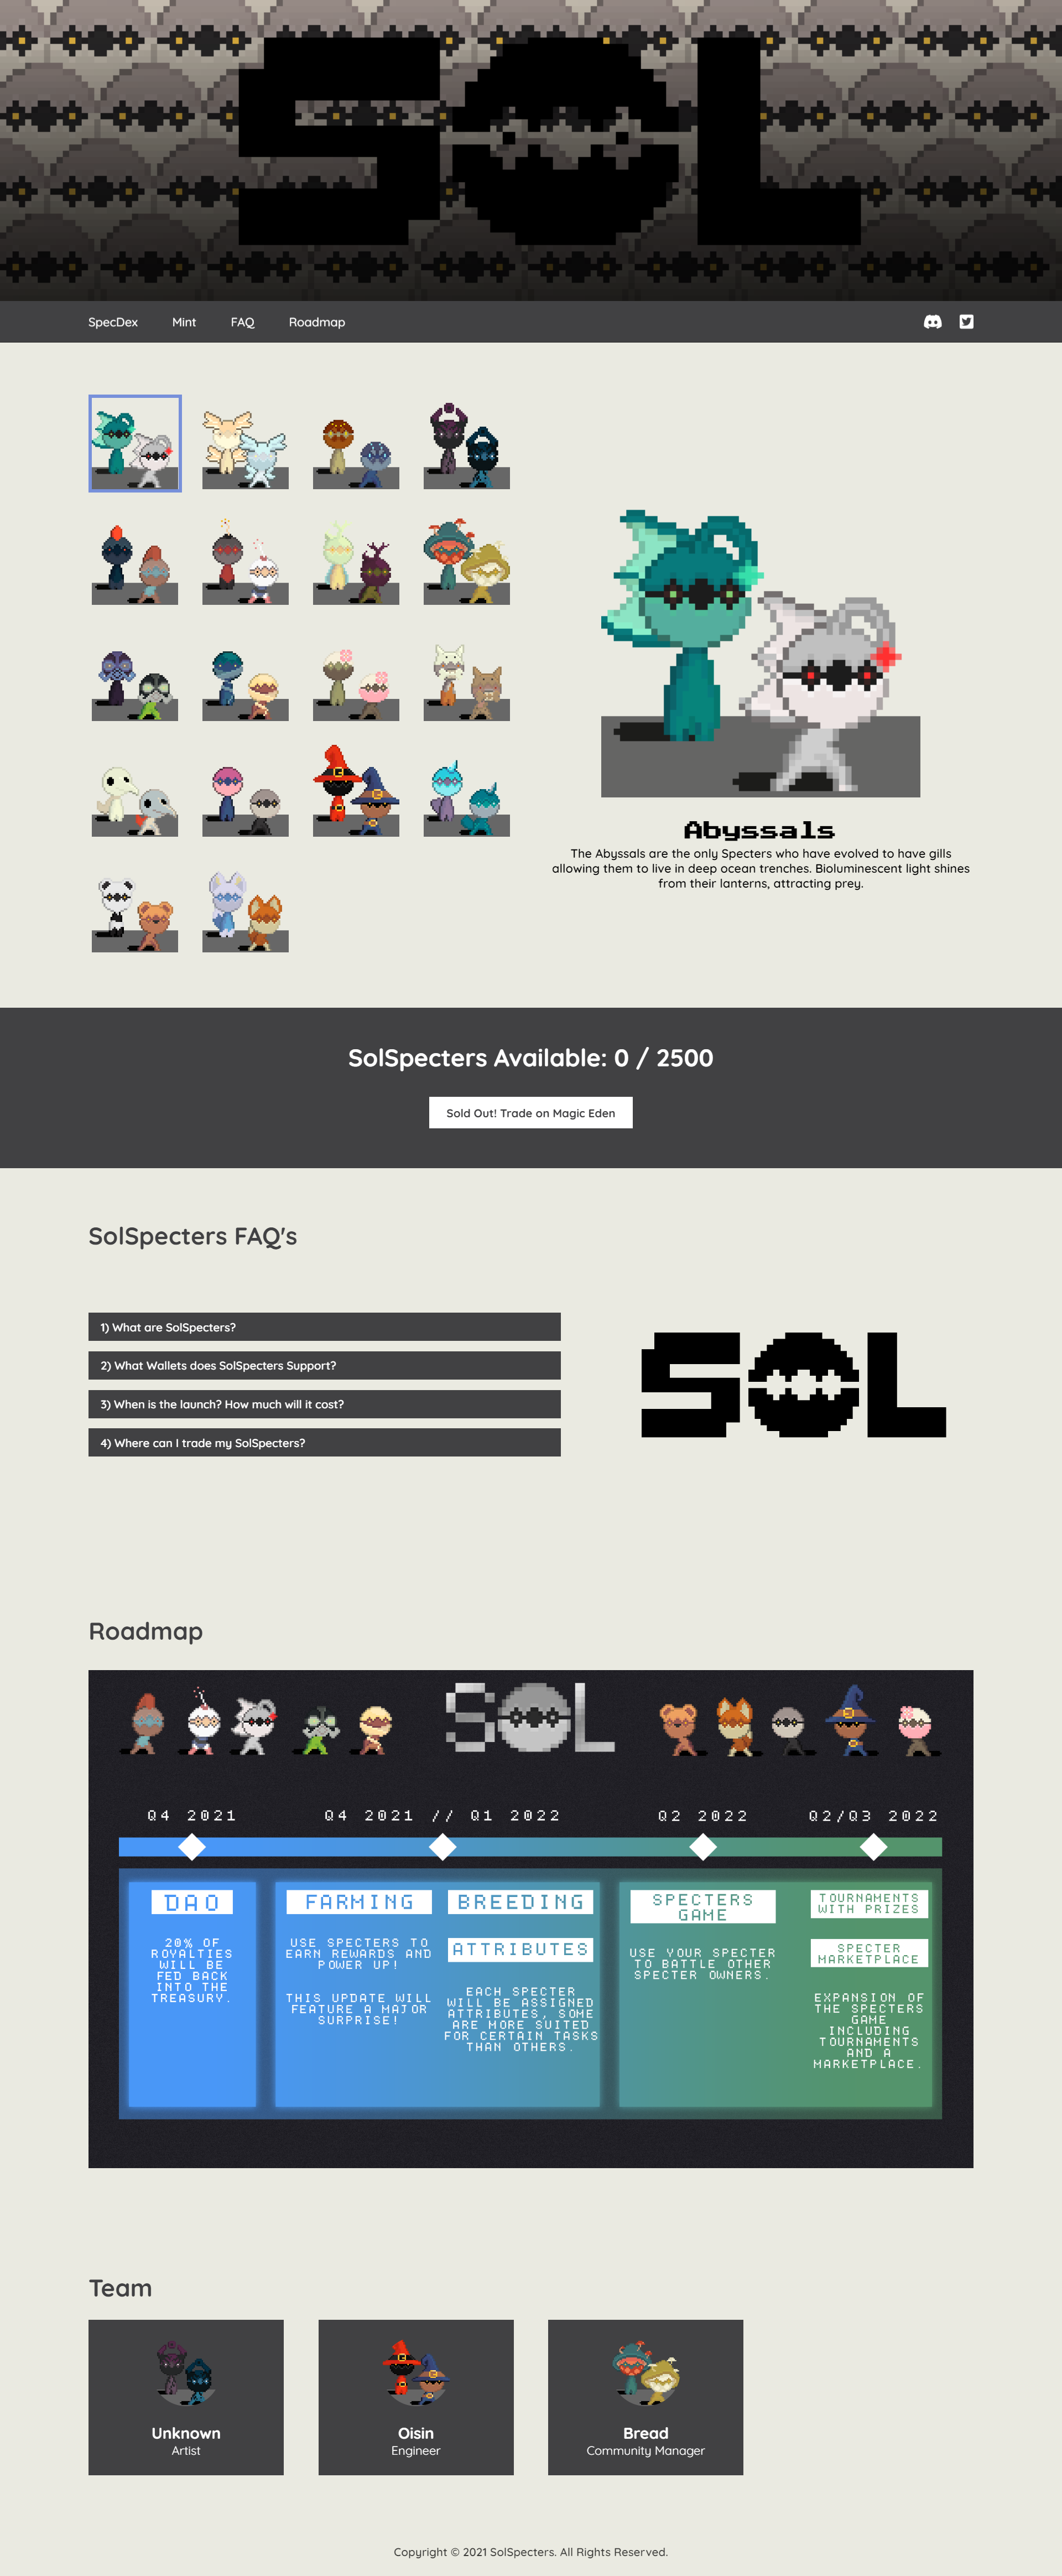 SOL
SpecDex
Mint
FAQ
Roadmap
Abyssals
The Abyssals are the only Specters who have evolved to have gills
allowing them to live in deep ocean trenches. Bioluminescent light shines
from their lanterns, attracting prey.
SolSpecters Available: 0 / 2500
Sold Out! Trade on Magic Eden
SolSpecters FAQ's
1) What are SolSpecters?
2) What Wallets does SolSpecters Support?
3) When is the launch? How much will it cost?
4) Where can I trade my SolSpecters?
SOL
Roadmap
SOL
Q4 2021
Q4 2021 // Q1 2022
Q2 2022
Q2/Q3 2022
DAO
20% OF
ROYALTIES
WILL BE
FED BACK
INTO THE
TREASURY.
FARMING
USE SPECTERS TO
EARN REWARDS AND
POWER UP!
THIS UPDATE WILL
FEATURE A MAJOR
SURPRISE!
BREEDING
ATTRIBUTES
EACH SPECTER
WILL BE ASSIGNED
ATTRIBUTES, SOME
ARE MORE SUITED
FOR CERTAIN TASKS
THAN OTHERS.
SPECTERS
GAME
USE YOUR SPECTER
TO BATTLE OTHER
SPECTER OWNERS.
TOURNAMENTS
WITH PRIZES
SPECTER
MARKETPLACE
EXPANSION OF
THE SPECTERS
GAME
INCLUDING
TOURNAMENTS
AND A
MARKETPLACE.
Team
Unknown
Artist
Oisin
Engineer
Bread
Community Manager
Copyright © 2021 SolSpecters. All Rights Reserved.